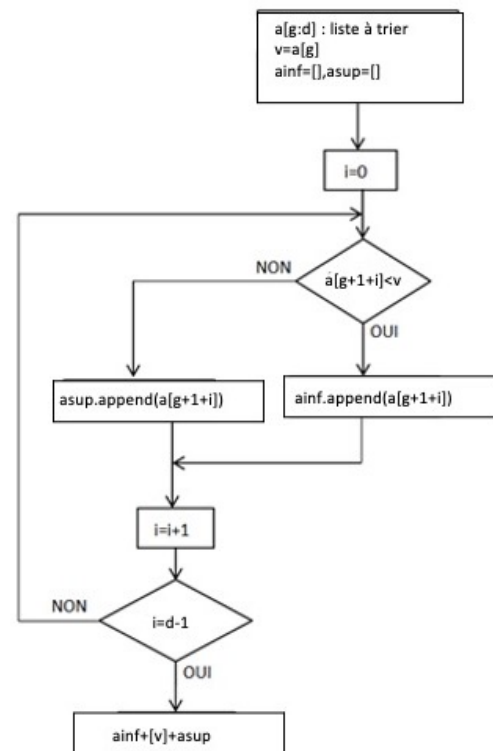 a[g:d] : liste à trier
v=a[g]
ainf=[],asup=[]
i=0
NON
a[g+1+i]<v
OUI
asup.append(a[g+1+i])
ainf.append(a[g+1+i])
i=i+1
NON
i=d-1
OUI
ainf+[v]+asup